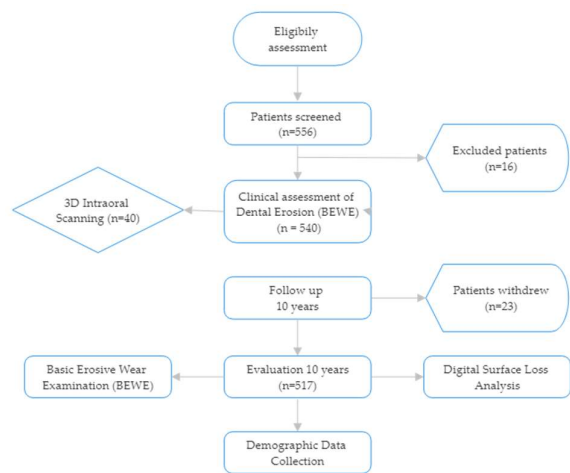 Eligibily
assessment
Patients screened
(n=556)
Excluded patients
(n=16)
3D Intraoral
Scanning (n=40)
Clinical assessment of
Dental Erosion (BEWE)
(n = 540)
Follow up
10 years
Patients withdrew
(n=23)
Basic Erosive Wear
Examination (BEWE)
Evaluation 10 years
(n=517)
Digital Surface Loss
Analysis
Demographic Data
Collection